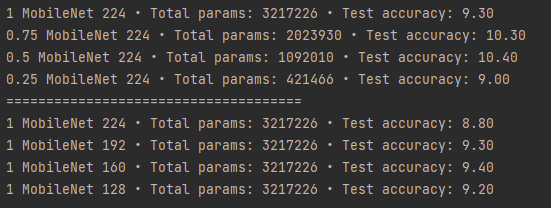 1 MobileNet 224 • Total params: 3217226 • Test accuracy: 9.30
0.75 MobileNet 224 • Total params: 2023930 • Test accuracy: 10.30
0.5 MobileNet 224 • Total params: 1092010 • Test accuracy: 10.40
0.25 MobileNet 224 • Total params: 421466 • Test accuracy: 9.00
=====================================
1 MobileNet 224 • Total params: 3217226 • Test accuracy: 8.80
1 MobileNet 192 • Total params: 3217226 • Test accuracy: 9.30
1 MobileNet 160 • Total params: 3217226 • Test accuracy: 9.40
1 MobileNet 128 • Total params: 3217226 • Test accuracy: 9.20